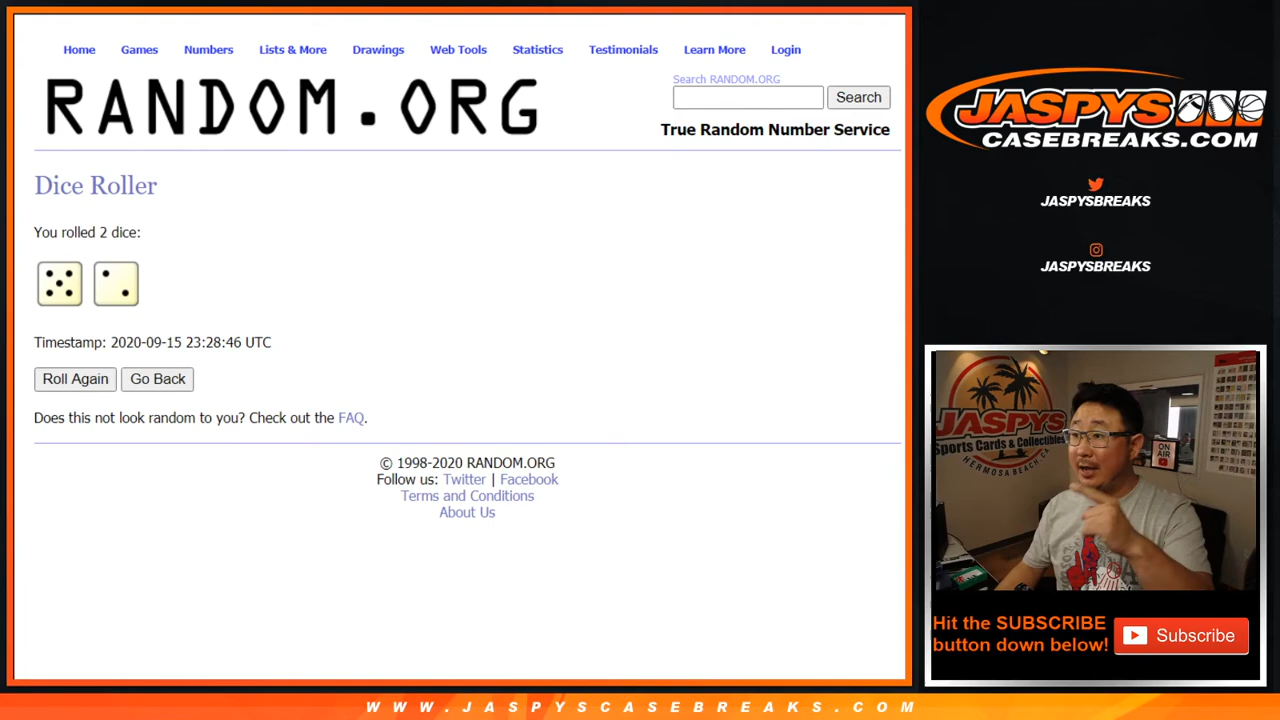 Home Games Numbers Lists & More Drawings Web Tools Statistics Testimonials Learn More Login
RANDOM.ORG
Search RANDOM.ORG
Search
True Random Number Service
Dice Roller
You rolled 2 dice:
Timestamp: 2020-09-15 23:28:46 UTC
Roll Again Go Back
Does this not look random to you? Check out the FAQ.
© 1998-2020 RANDOM.ORG
Follow us: Twitter | Facebook
Terms and Conditions
About Us
JASPYS
CASEBREAKS.COM
JASPYSBREAKS
JASPYSBREAKS
JASPYS
Sports Cards & Collectibles
HERMOSA BEACH CA
ON
AIR
Hit the SUBSCRIBE
button down below!
Subscribe
WWW.JASPYSCASEBREAKS.COM